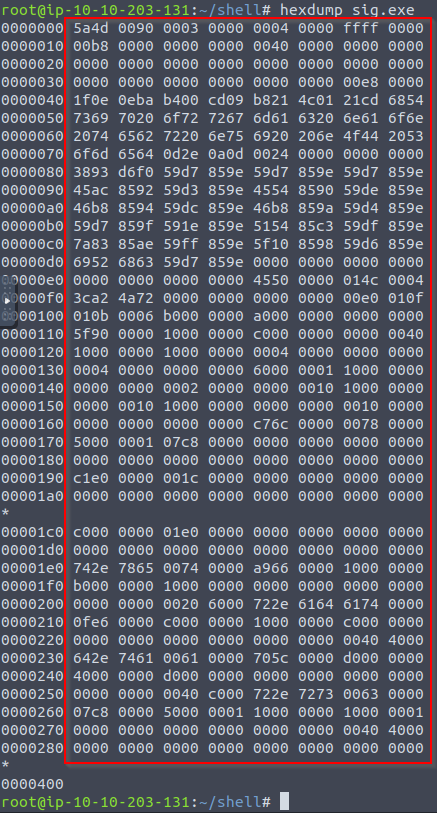 root@ip-10-10-203-131:~/shell# hexdump sig.exe
0000000 5a4d 0090 0003 0000 0004 0000 ffff 0000
0000010 00b8 0000 0000 0000 0040 0000 0000 0000
0000020 0000 0000 0000 0000 0000 0000 0000 0000
0000030 0000 0000 0000 0000 0000 0000 00e8 0000
0000040 1f0e 0eba b400 cd09 b821 4c01 21cd 6854
0000050 7369 7020 6f72 7267 6d61 6320 6e61 6f6e
0000060 2074 6562 7220 6e75 6920 206e 4f44 2053
0000070 6f6d 6564 0d2e 0a0d 0024 0000 0000 0000
0000080 3893 d6f0 59d7 859e 59d7 859e 59d7 859e
0000090 45ac 8592 59d3 859e 4554 8590 59de 859e
00000a0 46b8 8594 59dc 859e 46b8 859a 59d4 859e
00000b0 59d7 859f 591e 859e 5154 85c3 59df 859e
00000c0 7a83 85ae 59ff 859e 5f10 8598 59d6 859e
00000d0 6952 6863 59d7 859e 0000 0000 0000 0000
00000e0 0000 0000 0000 0000 4550 0000 014c 0004
00000f0 3ca2 4a72 0000 0000 0000 0000 00e0 010f
0000100 010b 0006 b000 0000 a000 0000 0000 0000
0000110 5f90 0000 1000 0000 c000 0000 0000 0040
0000120 1000 0000 1000 0000 0004 0000 0000 0000
0000130 0004 0000 0000 0000 6000 0001 1000 0000
0000140 0000 0000 0002 0000 0000 0010 1000 0000
0000150 0000 0010 1000 0000 0000 0000 0010 0000
0000160 0000 0000 0000 0000 c76c 0000 0078 0000
0000170 5000 0001 07c8 0000 0000 0000 0000 0000
0000180 0000 0000 0000 0000 0000 0000 0000 0000
0000190 c1e0 0000 001c 0000 0000 0000 0000 0000
00001a0 0000 0000 0000 0000 0000 0000 0000 0000
*
00001c0 c000 0000 01e0 0000 0000 0000 0000 0000
00001d0 0000 0000 0000 0000 0000 0000 0000 0000
00001e0 742e 7865 0074 0000 a966 0000 1000 0000
00001f0 b000 0000 1000 0000 0000 0000 0000 0000
0000200 0000 0000 0020 6000 722e 6164 6174 0000
0000210 0fe6 0000 c000 0000 1000 0000 c000 0000
0000220 0000 0000 0000 0000 0000 0000 0040 4000
0000230 642e 7461 0061 0000 705c 0000 d000 0000
0000240 4000 0000 d000 0000 0000 0000 0000 0000
0000250 0000 0000 0040 c000 722e 7273 0063 0000
0000260 07c8 0000 5000 0001 1000 0000 1000 0001
0000270 0000 0000 0000 0000 0000 0000 0040 4000
0000280 0000 0000 0000 0000 0000 0000 0000 0000
*
0000400
root@ip-10-10-203-131:~/shell#